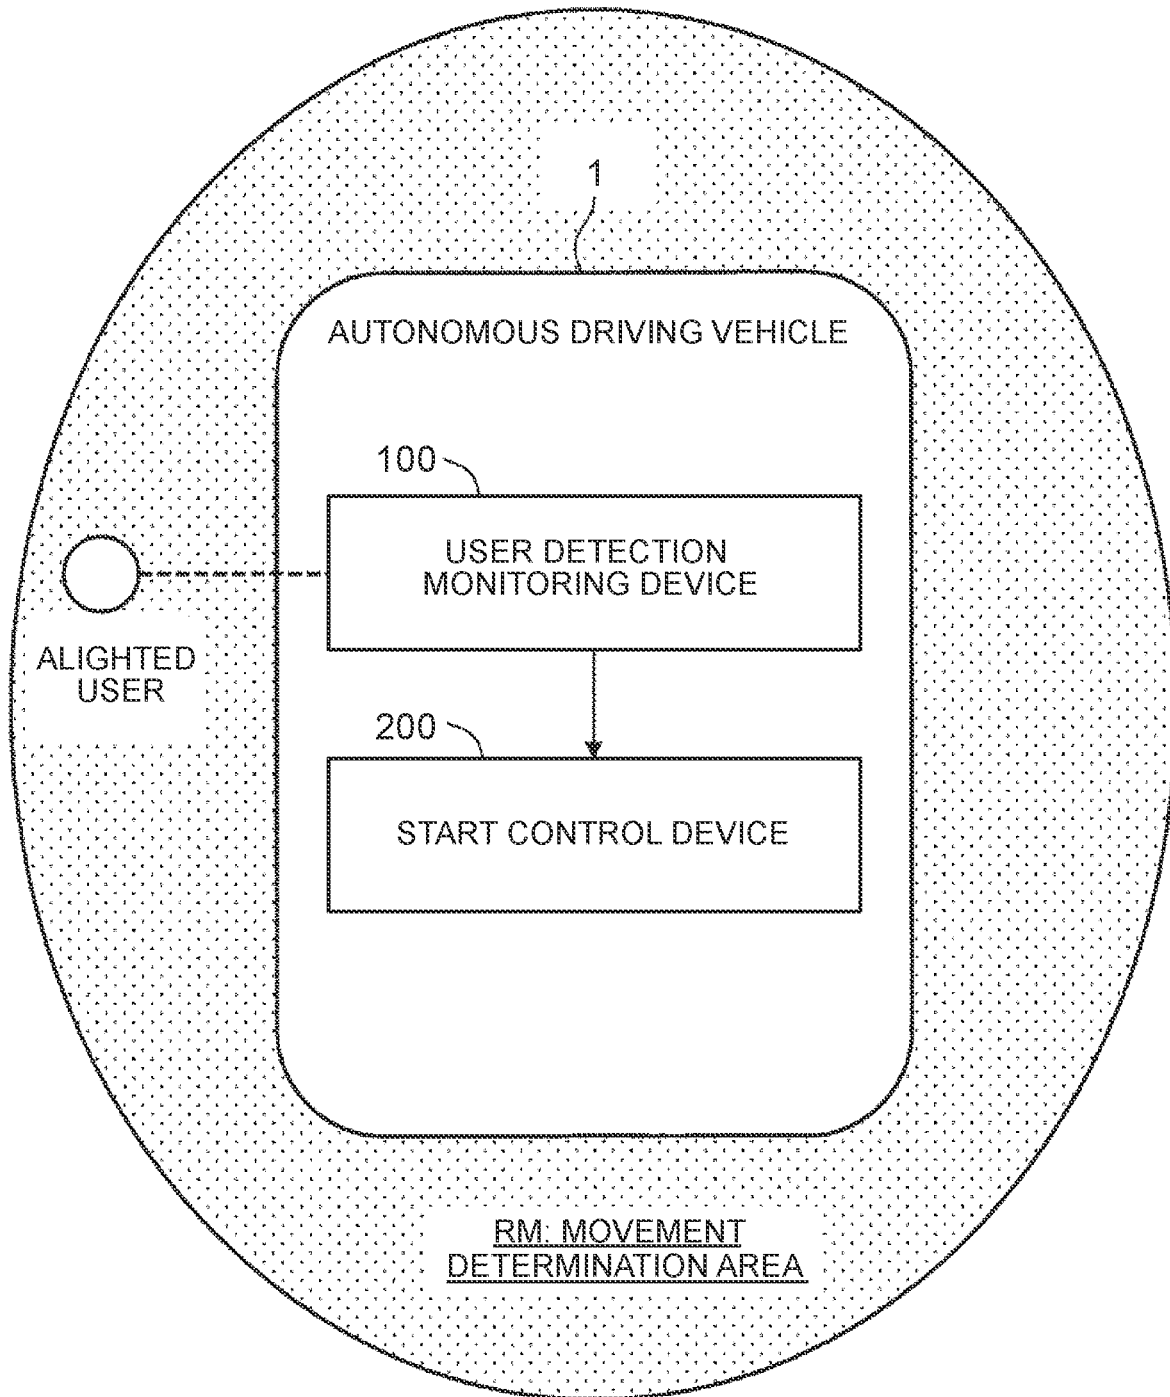 1
AUTONOMOUS DRIVING VEHICLE
100
USER DETECTION
MONITORING DEVICE
ALIGHTED
USER
200
START CONTROL DEVICE
RM: MOVEMENT
DETERMINATION AREA